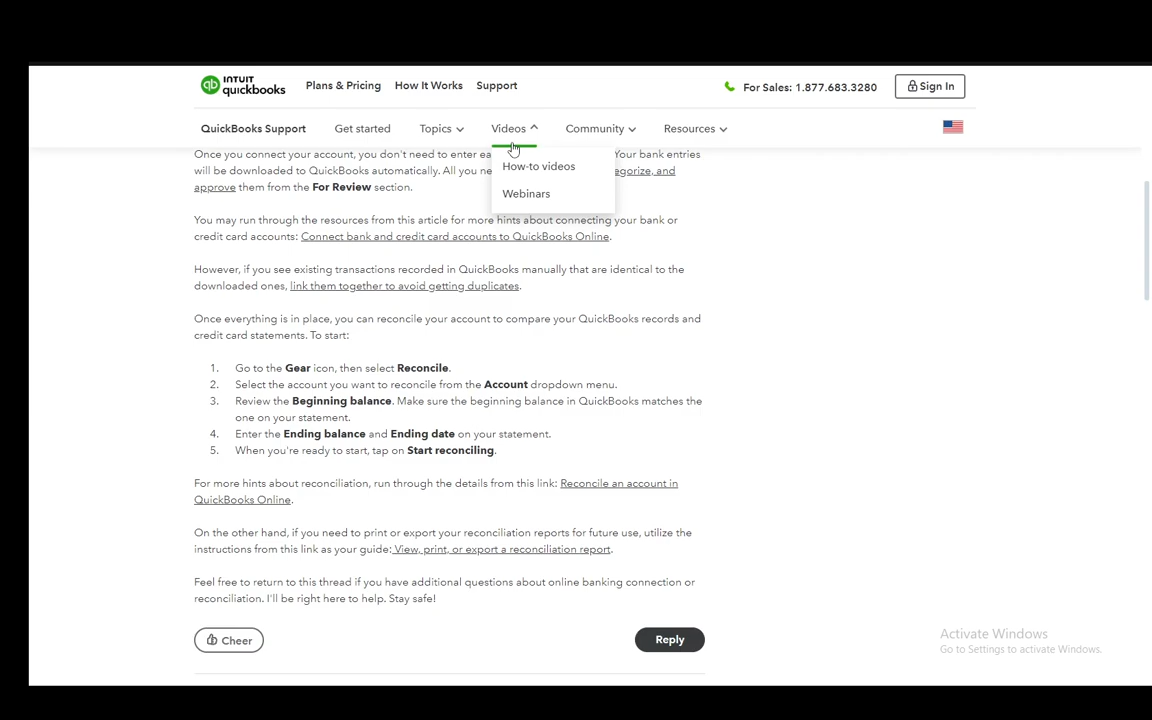 INTUIT
quickbooks
Plans & Pricing How It Works Support
For Sales: 1.877.683.3280
Sign In
QuickBooks Support Get started Topics Videos Community Resources
How-to videos
Webinars
Once you connect your account, you don't need to enter ea Your bank entries
will be downloaded to QuickBooks automatically. All you ne egorize, and
approve them from the For Review section.
You may run through the resources from this article for more hints about connecting your bank or
credit card accounts: Connect bank and credit card accounts to QuickBooks Online.
However, if you see existing transactions recorded in QuickBooks manually that are identical to the
downloaded ones, link them together to avoid getting duplicates.
Once everything is in place, you can reconcile your account to compare your QuickBooks records and
credit card statements. To start:
1. Go to the Gear icon, then select Reconcile.
2. Select the account you want to reconcile from the Account dropdown menu.
3. Review the Beginning balance. Make sure the beginning balance in QuickBooks matches the
one on your statement.
4. Enter the Ending balance and Ending date on your statement.
5. When you're ready to start, tap on Start reconciling.
For more hints about reconciliation, run through the details from this link: Reconcile an account in
QuickBooks Online.
On the other hand, if you need to print or export your reconciliation reports for future use, utilize the
instructions from this link as your guide: View, print, or export a reconciliation report.
Feel free to return to this thread if you have additional questions about online banking connection or
reconciliation. I'll be right here to help. Stay safe!
Cheer
Reply
Activate Windows
Go to Settings to activate Windows.